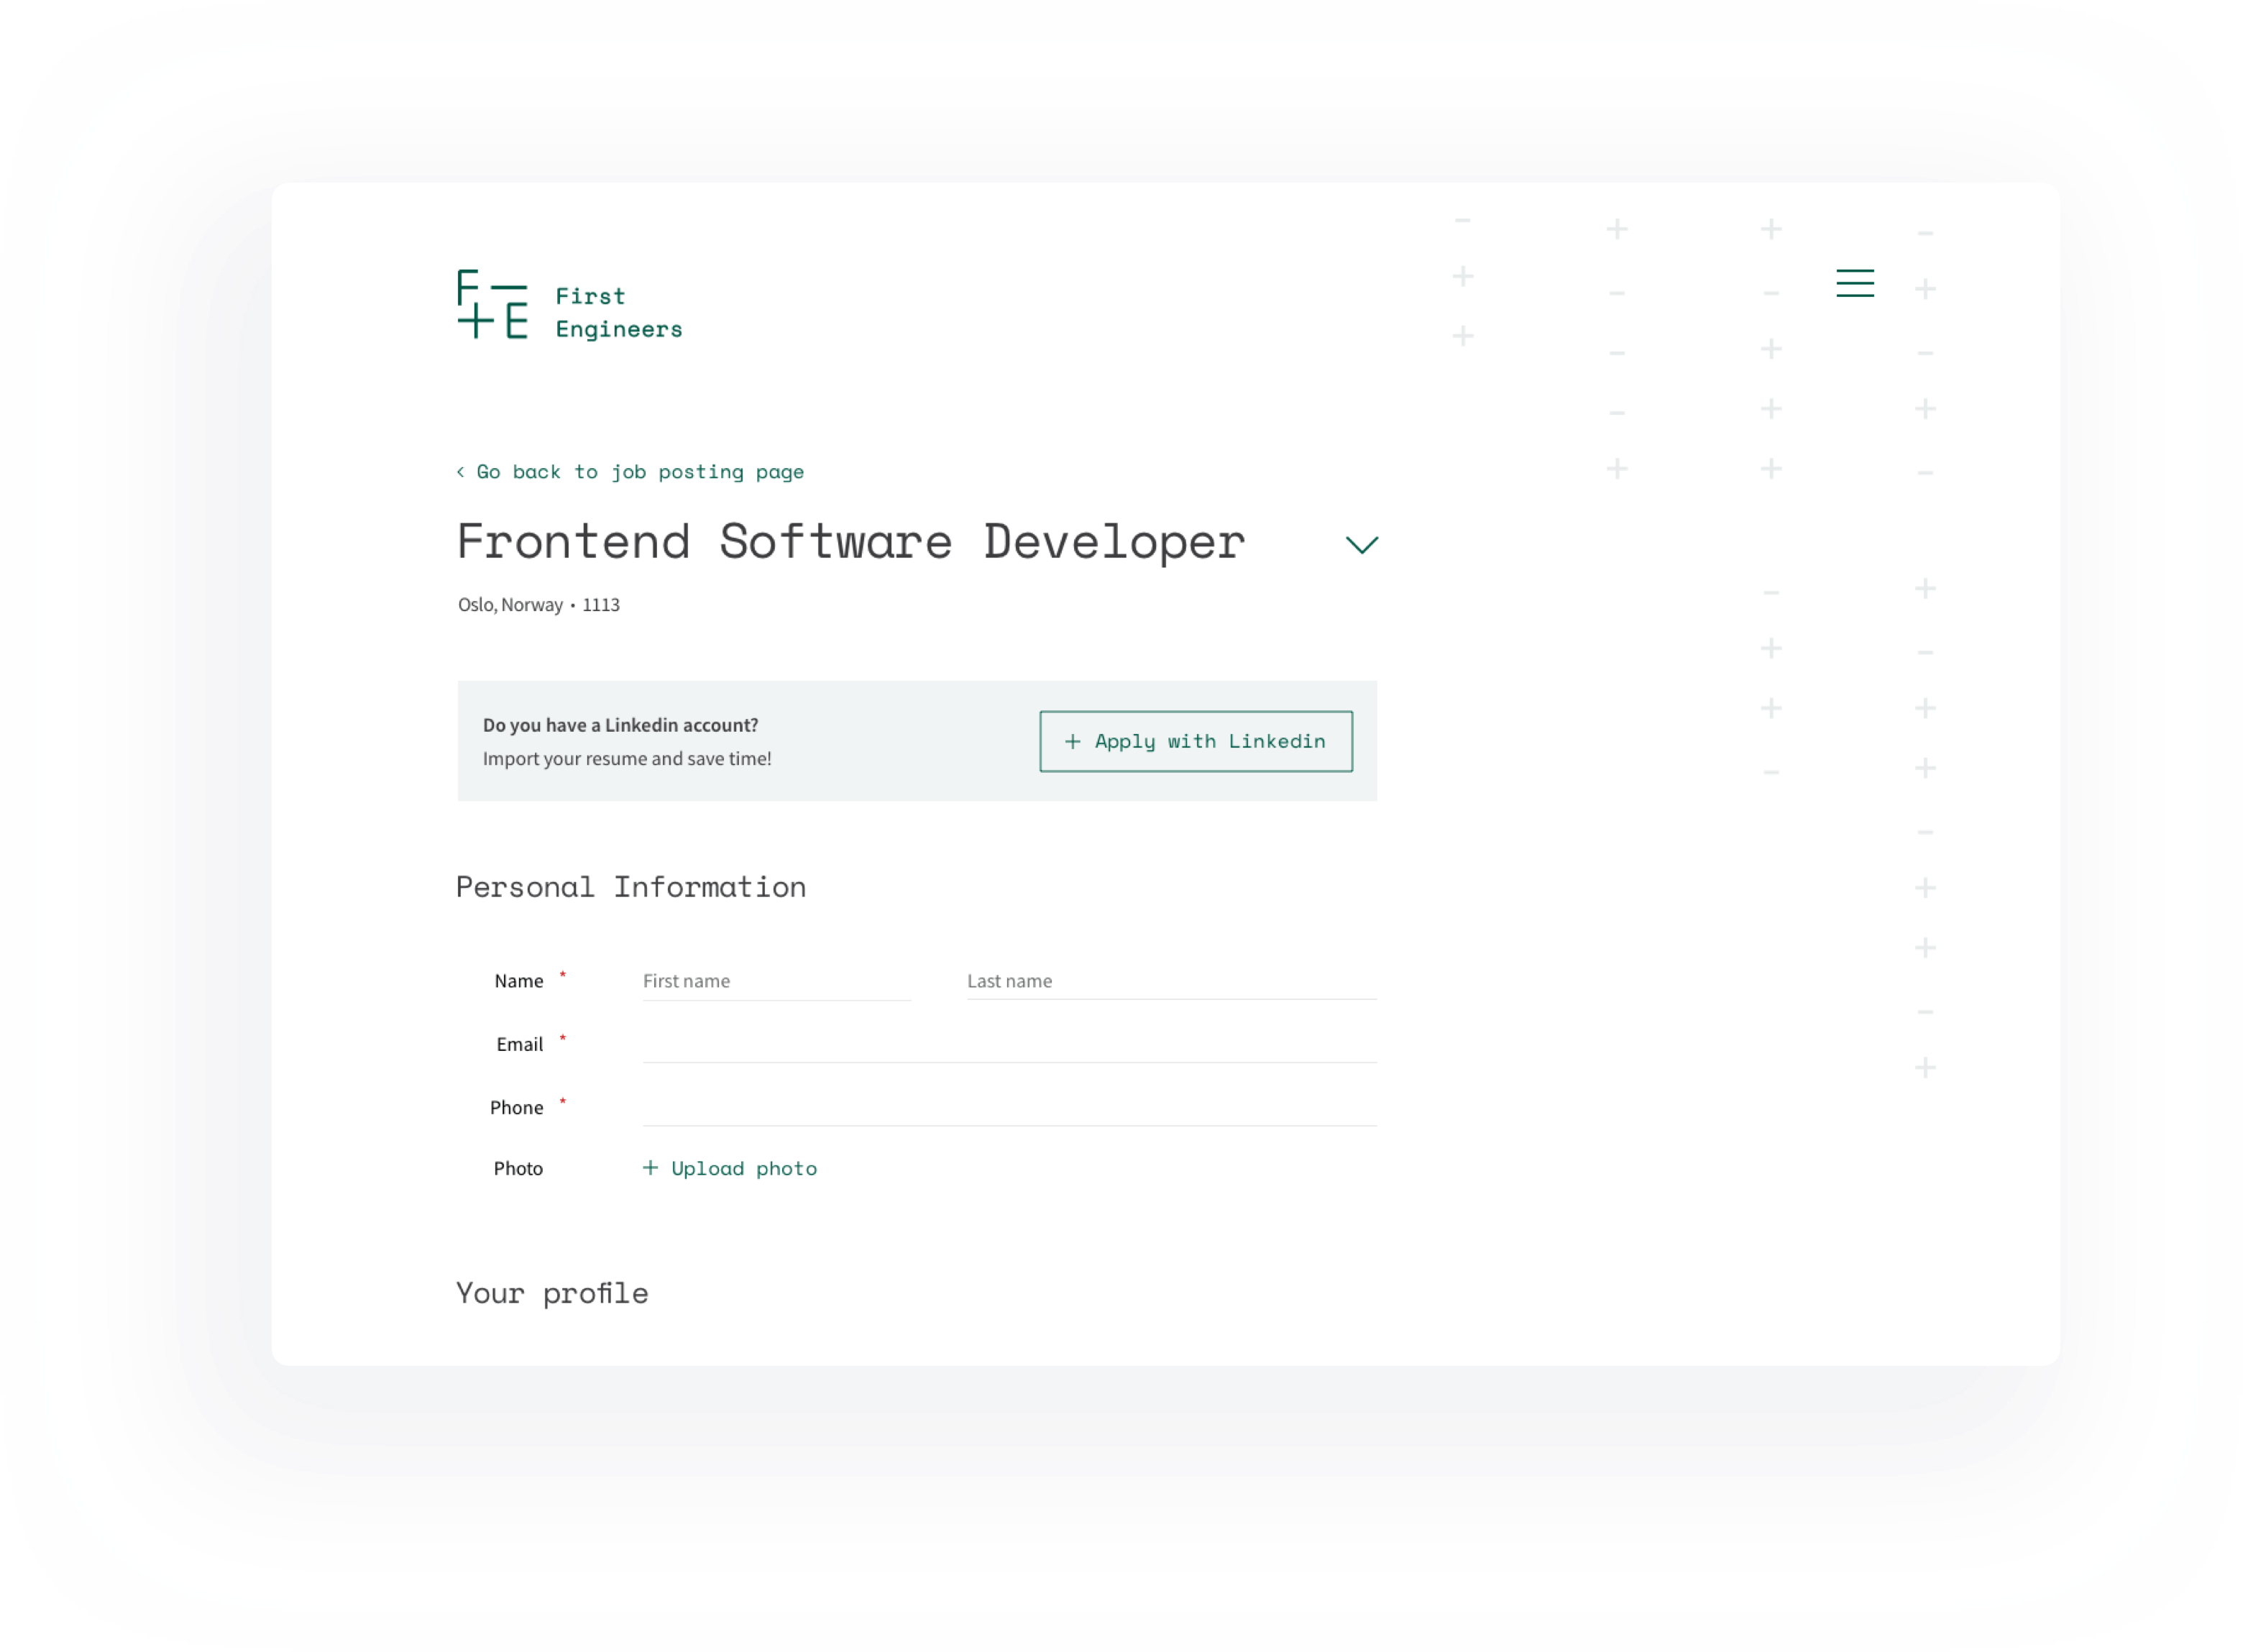 F—
+E
First
Engineers
< Go back to job posting page
Frontend Software Developer
Oslo, Norway • 1113
Do you have a Linkedin account?
Import your resume and save time!
+ Apply with Linkedin
Personal Information
Name * First name Last name
Email *
Phone *
Photo + Upload photo
Your profile